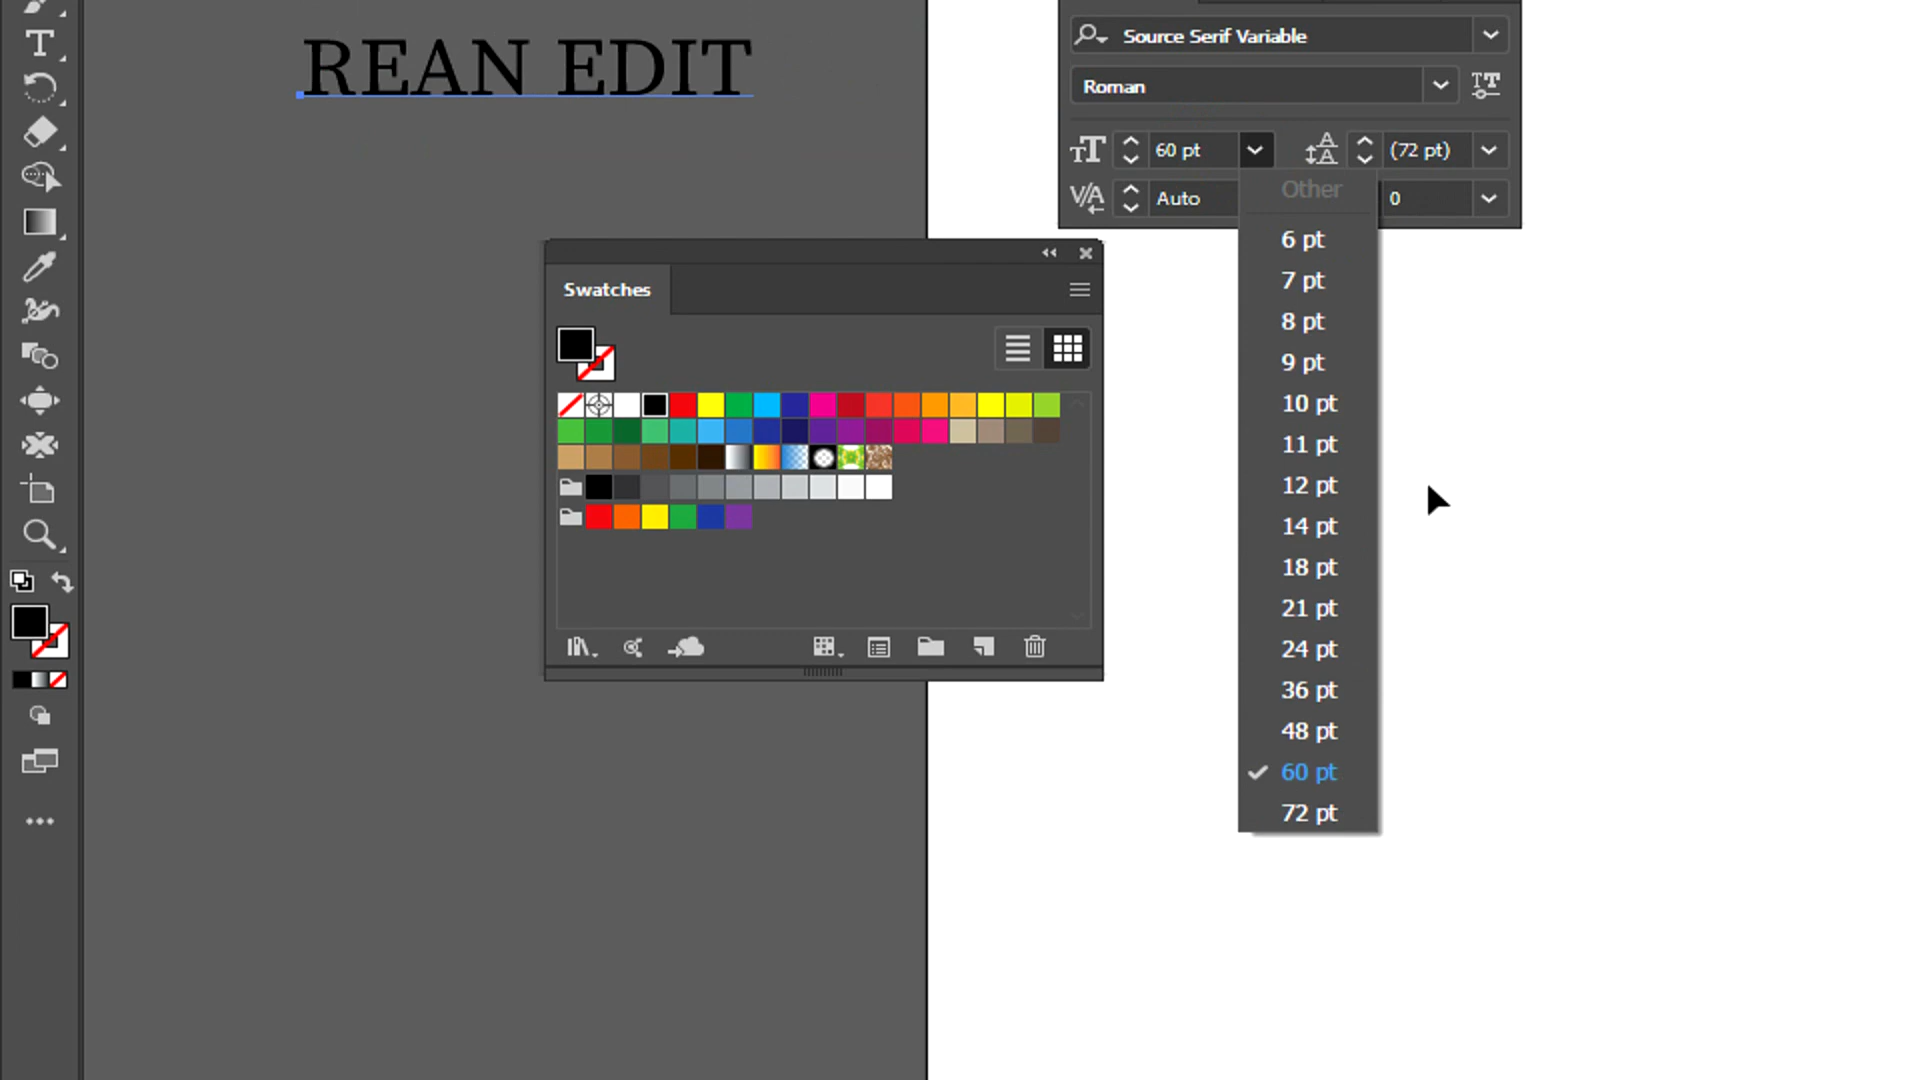 REAN EDIT
Source Serif Variable
Roman
60 pt
(72 pt)
Auto
0
Other
6 pt
7 pt
8 pt
9 pt
10 pt
11 pt
12 pt
14 pt
18 pt
21 pt
24 pt
36 pt
48 pt
60 pt
72 pt
Swatches